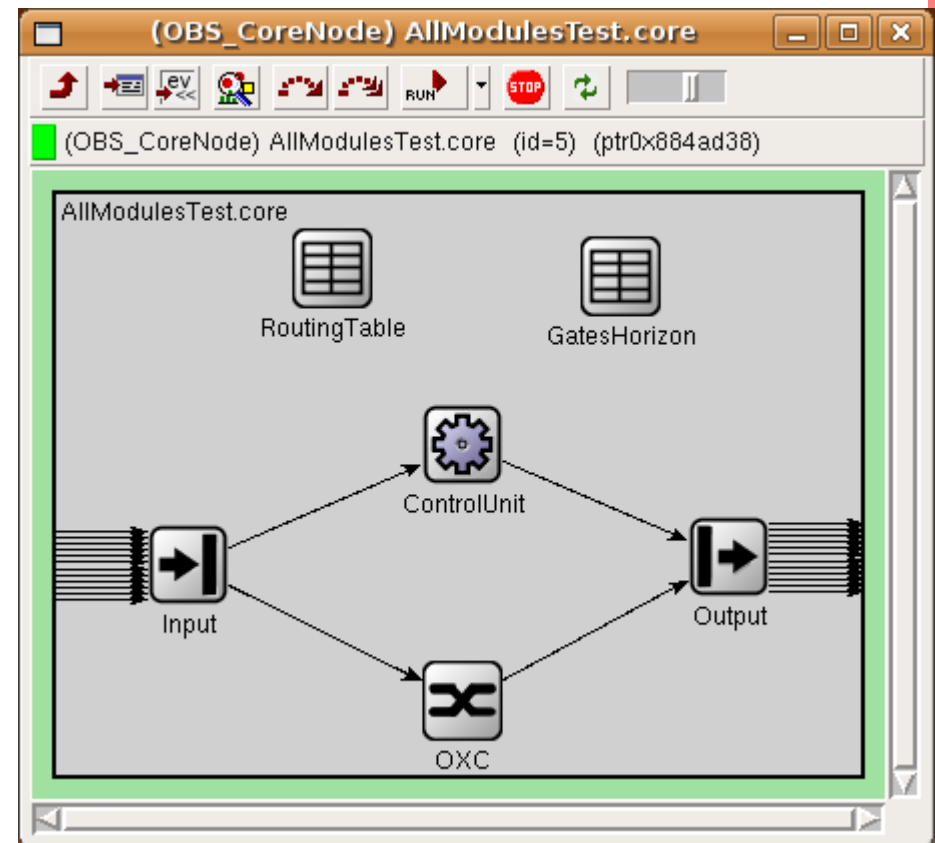 (OBS_CoreNode) AllModulesTest.core
ev
<<
RUN
STOP
(OBS_CoreNode) AllModulesTest.core (id=5) (ptr0x884ad38)
AllModulesTest.core
RoutingTable
GatesHorizon
ControlUnit
Input
Output
OXC